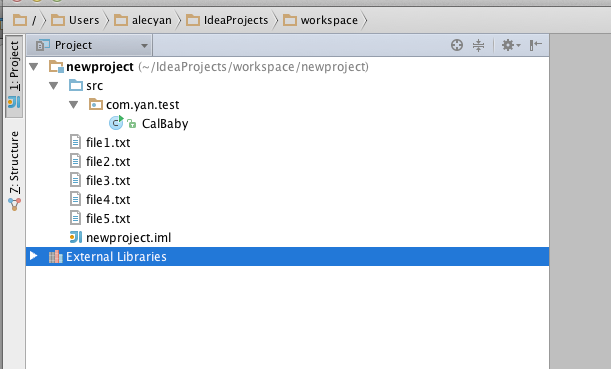 / Users alecyan IdeaProjects workspace
Project
1: Project
7: Structure
newproject (~/IdeaProjects/workspace/newproject)
src
com.yan.test
CalBaby
file1.txt
file2.txt
file3.txt
file4.txt
file5.txt
newproject.iml
External Libraries